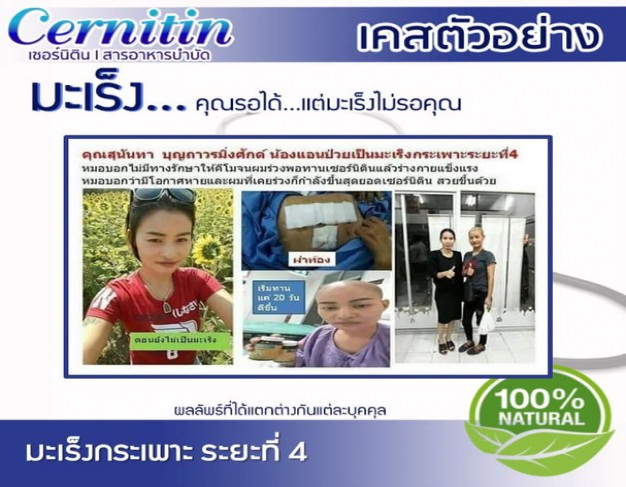 Cernitin
เซอร์นิติน l สารอาหารบำบัด
เคสตัวอย่าง
มะเร็ง... คุณรอได้...แต่มะเร็งไม่รอคุณ
คุณสุนันทา บุญถาวรมิ่งศักด์ น้องแอนป่วยเป็นมะเร็งกระเพาะระยะที่4
หมอบอกไม่มีทางรักษาให้คีโมจนผมร่วงพอทานเซอร์นิตินแล้วร่างกายแข็งแรง
หมอบอกว่ามีโอกาสหายและผมที่เคยร่วงก็กำลังขึ้นสุดยอดเซอร์นิติน สวยขึ้นด้วย
ผ่าท้อง
เริ่มทาน
แค่ 20 วัน
ดีขึ้น
ตอนยังไม่เป็นมะเร็ง
ผลลัพธ์ที่ได้แตกต่างกันแต่ละบุคคุล
100%
NATURAL
มะเร็งกระเพาะ ระยะที่ 4